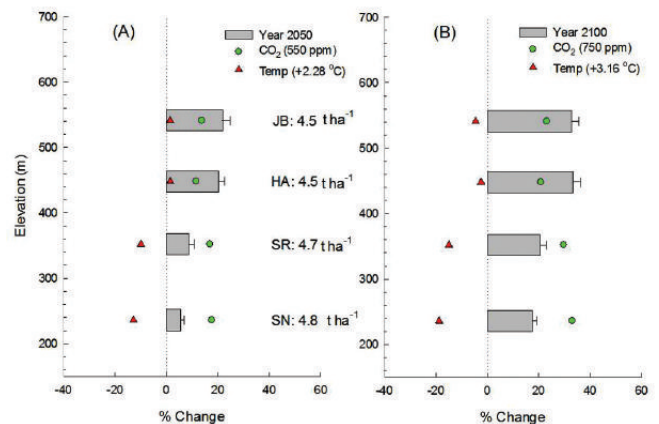 (A)
Year 2050
CO₂ (550 ppm)
Temp (+2.28 °C)
(B)
Year 2100
CO₂ (750 ppm)
Temp (+3.16 °C)
Elevation (m)
700
600
500
400
300
200
JB: 4.5 t ha⁻¹
HA: 4.5 t ha⁻¹
SR: 4.7 t ha⁻¹
SN: 4.8 t ha⁻¹
700
600
500
400
300
200
-40 -20 0 20 40
% Change
-40 -20 0 20 40 60
% Change